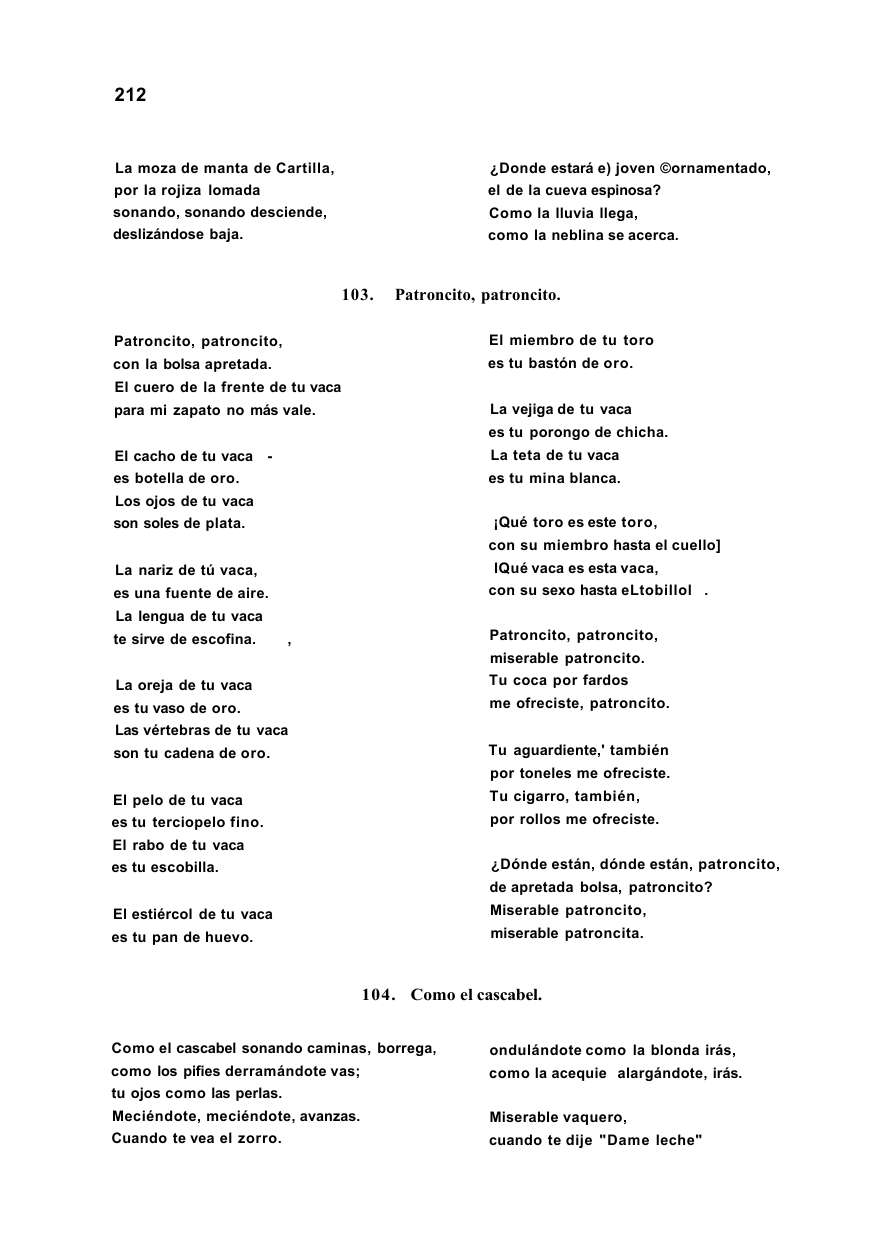 212
La moza de manta de Cartilla,
por la rojiza lomada
sonando, sonando desciende,
deslizándose baja.
¿Donde estará e) joven ©ornamentado,
el de la cueva espinosa?
Como la lluvia llega,
como la neblina se acerca.
103. Patroncito, patroncito.
Patroncito, patroncito,
con la bolsa apretada.
El cuero de la frente de tu vaca
para mi zapato no más vale.
El cacho de tu vaca -
es botella de oro.
Los ojos de tu vaca
son soles de plata.
La nariz de tú vaca,
es una fuente de aire.
La lengua de tu vaca
te sirve de escofina. ,
La oreja de tu vaca
es tu vaso de oro.
Las vértebras de tu vaca
son tu cadena de oro.
El pelo de tu vaca
es tu terciopelo fino.
El rabo de tu vaca
es tu escobilla.
El estiércol de tu vaca
es tu pan de huevo.
El miembro de tu toro
es tu bastón de oro.
La vejiga de tu vaca
es tu porongo de chicha.
La teta de tu vaca
es tu mina blanca.
¡Qué toro es este toro,
con su miembro hasta el cuello]
lQué vaca es esta vaca,
con su sexo hasta eLtobillol .
Patroncito, patroncito,
miserable patroncito.
Tu coca por fardos
me ofreciste, patroncito.
Tu aguardiente,' también
por toneles me ofreciste.
Tu cigarro, también,
por rollos me ofreciste.
¿Dónde están, dónde están, patroncito,
de apretada bolsa, patroncito?
Miserable patroncito,
miserable patroncita.
104. Como el cascabel.
Como el cascabel sonando caminas, borrega,
como los pifies derramándote vas;
tu ojos como las perlas.
Meciéndote, meciéndote, avanzas.
Cuando te vea el zorro.
ondulándote como la blonda irás,
como la acequie alargándote, irás.
Miserable vaquero,
cuando te dije "Dame leche"